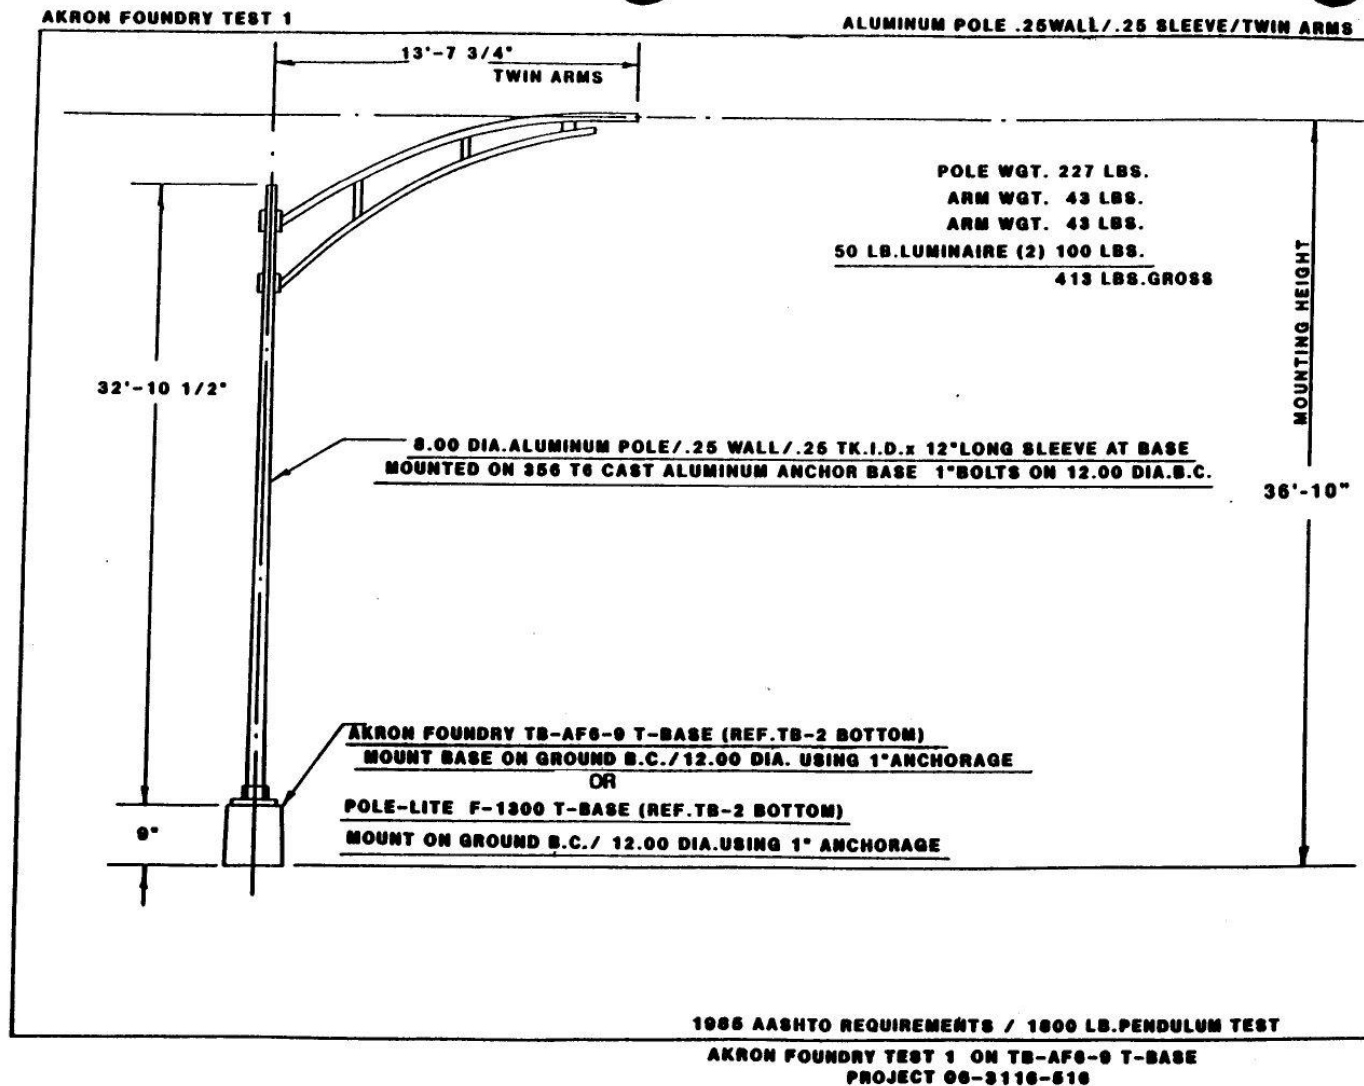 AKRON FOUNDRY TEST 1
ALUMINUM POLE .25WALL/.25 SLEEVE/TWIN ARMS
13'-7 3/4"
TWIN ARMS
POLE WGT. 227 LBS.
ARM WGT. 43 LBS.
ARM WGT. 43 LBS.
50 LB.LUMINAIRE (2) 100 LBS.
413 LBS.GROSS
MOUNTING HEIGHT
32'-10 1/2"
8.00 DIA.ALUMINUM POLE/.25 WALL/.25 TK.I.D.x 12"LONG SLEEVE AT BASE
MOUNTED ON 356 T6 CAST ALUMINUM ANCHOR BASE 1"BOLTS ON 12.00 DIA.B.C.
36'-10"
AKRON FOUNDRY TB-AF6-9 T-BASE (REF.TB-2 BOTTOM)
MOUNT BASE ON GROUND B.C./12.00 DIA. USING 1"ANCHORAGE
OR
POLE-LITE F-1300 T-BASE (REF.TB-2 BOTTOM)
9"
MOUNT ON GROUND B.C./ 12.00 DIA.USING 1" ANCHORAGE
1985 AASHTO REQUIREMENTS / 1800 LB.PENDULUM TEST
AKRON FOUNDRY TEST 1 ON TB-AF6-9 T-BASE
PROJECT 06-3116-516